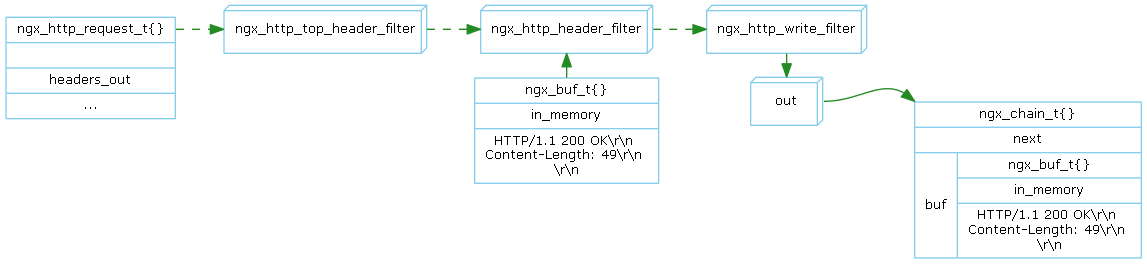 ngx_http_request_t{}
headers_out
...
ngx_http_top_header_filter
ngx_http_header_filter
ngx_http_write_filter
ngx_buf_t{}
in_memory
HTTP/1.1 200 OK\r\n
Content-Length: 49\r\n
\r\n
out
ngx_chain_t{}
next
buf
ngx_buf_t{}
in_memory
HTTP/1.1 200 OK\r\n
Content-Length: 49\r\n
\r\n